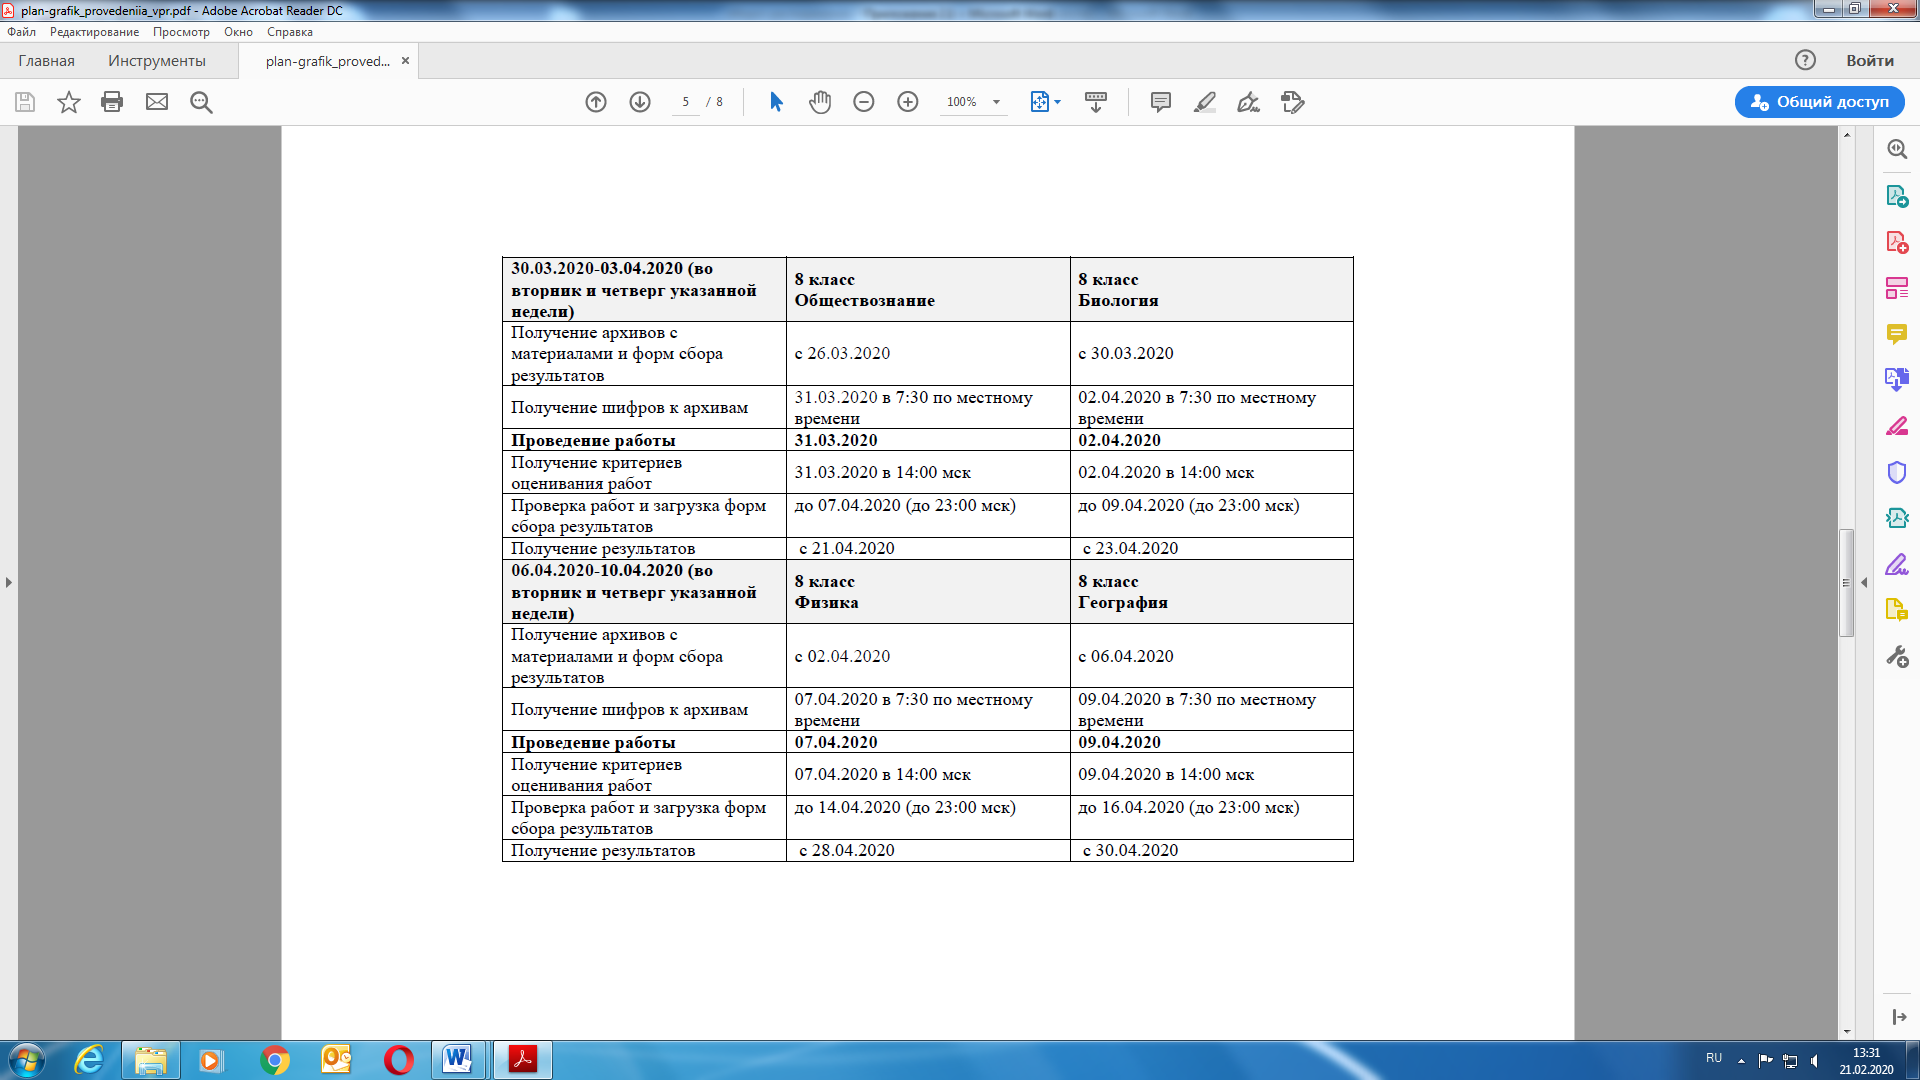 plan-grafik_provedeniia_vpr.pdf - Adobe Acrobat Reader DC
Файл Редактирование Просмотр Окно Справка
Главная Инструменты plan-grafik_proved... × Войти
5 / 8 100% Общий доступ
30.03.2020-03.04.2020 (во
вторник и четверг указанной
недели)
8 класс
Обществознание
8 класс
Биология
Получение архивов с
материалами и форм сбора
результатов
с 26.03.2020
с 30.03.2020
Получение шифров к архивам
31.03.2020 в 7:30 по местному
времени
02.04.2020 в 7:30 по местному
времени
Проведение работы
31.03.2020
02.04.2020
Получение критериев
оценивания работ
31.03.2020 в 14:00 мск
02.04.2020 в 14:00 мск
Проверка работ и загрузка форм
сбора результатов
до 07.04.2020 (до 23:00 мск)
до 09.04.2020 (до 23:00 мск)
Получение результатов
с 21.04.2020
с 23.04.2020
06.04.2020-10.04.2020 (во
вторник и четверг указанной
недели)
8 класс
Физика
8 класс
География
Получение архивов с
материалами и форм сбора
результатов
с 02.04.2020
с 06.04.2020
Получение шифров к архивам
07.04.2020 в 7:30 по местному
времени
09.04.2020 в 7:30 по местному
времени
Проведение работы
07.04.2020
09.04.2020
Получение критериев
оценивания работ
07.04.2020 в 14:00 мск
09.04.2020 в 14:00 мск
Проверка работ и загрузка форм
сбора результатов
до 14.04.2020 (до 23:00 мск)
до 16.04.2020 (до 23:00 мск)
Получение результатов
с 28.04.2020
с 30.04.2020
RU
13:31
21.02.2020